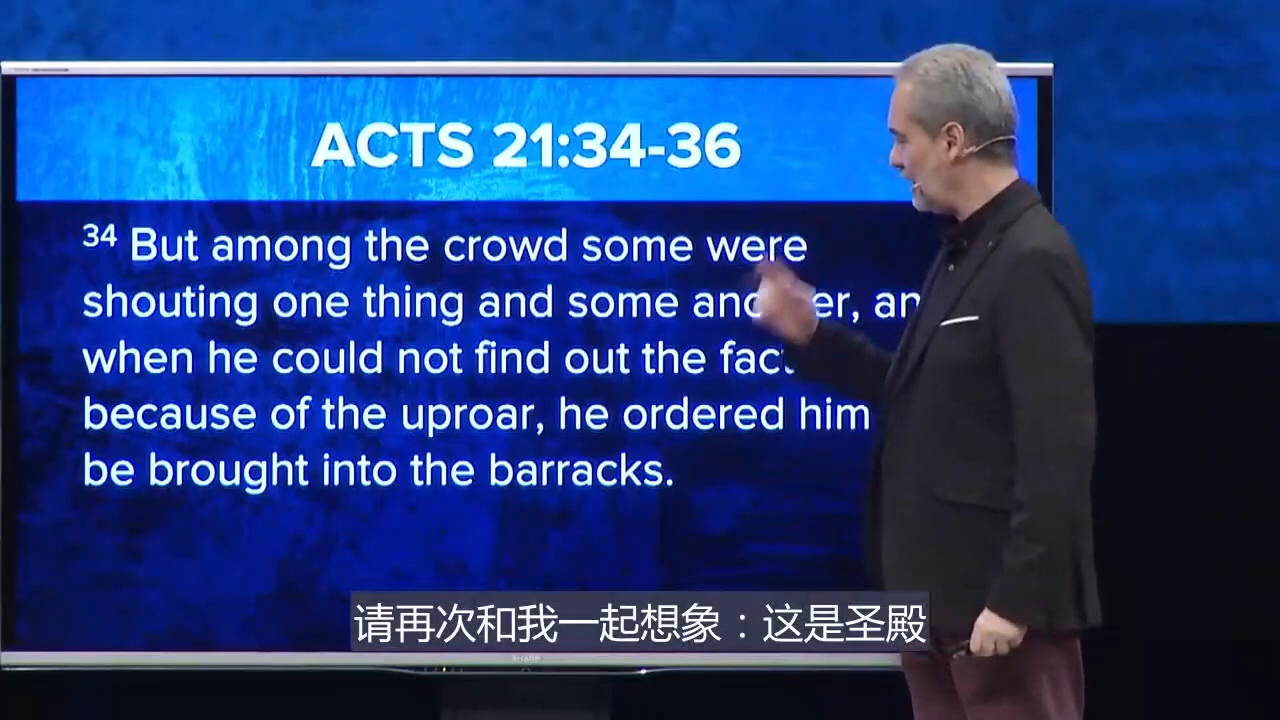 ACTS 21:34-36
34 But among the crowd some were
shouting one thing and some
when he could not find out the
because of the uproar, he ordered him
be brought into the barracks.
SHARP
请再次和我一起想象：这是圣殿